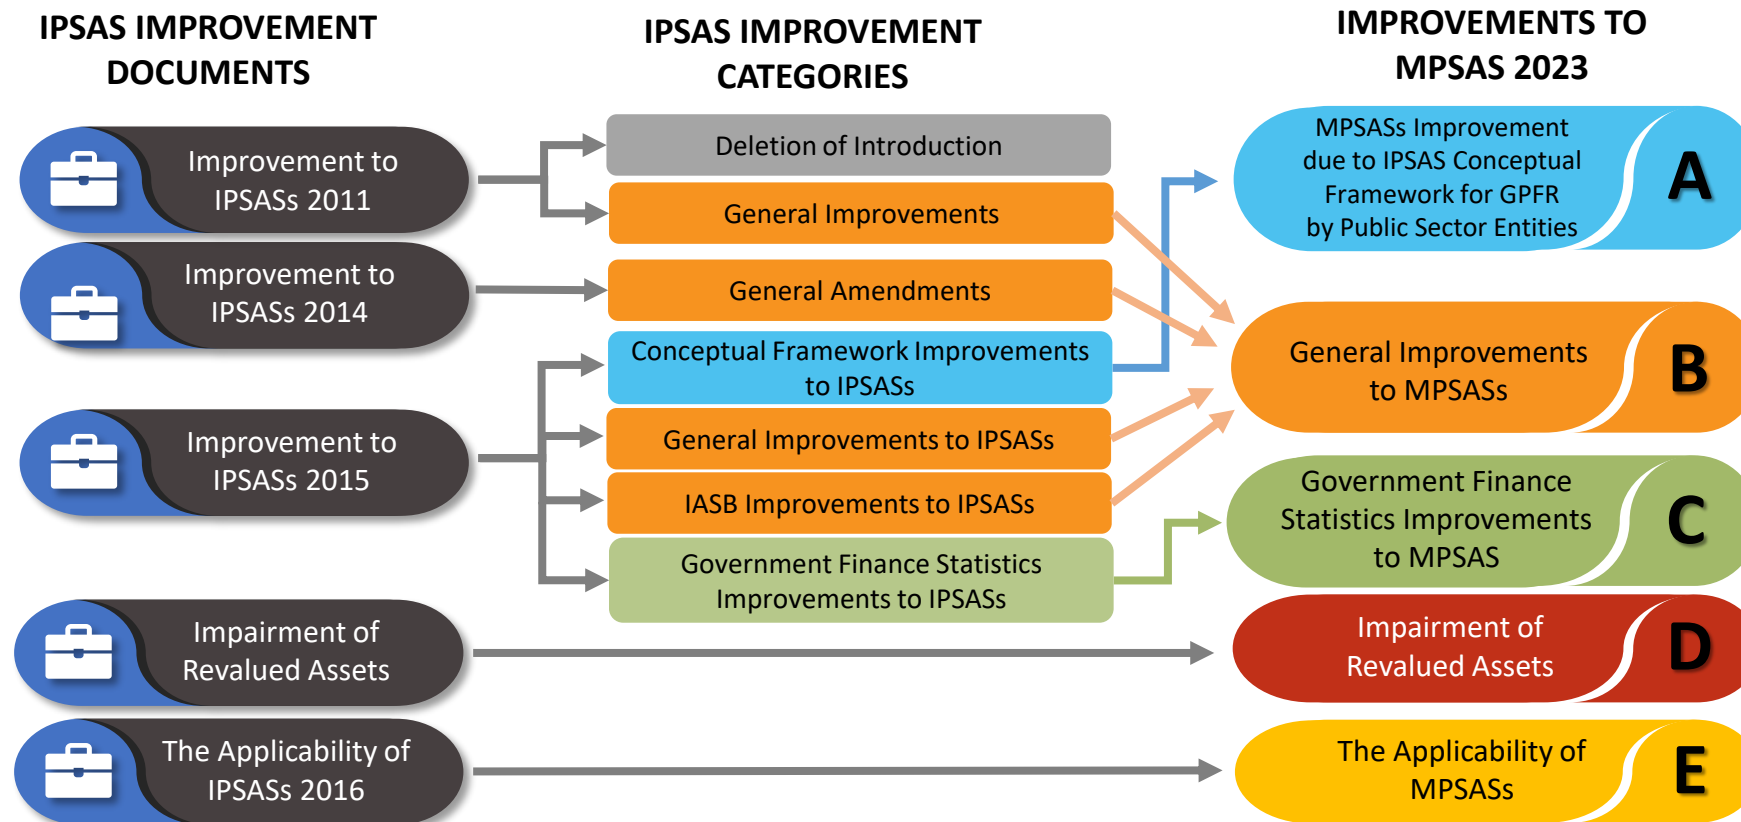 IPSAS IMPROVEMENT
DOCUMENTS
Improvement to
IPSASs 2011
Improvement to
IPSASs 2014
Improvement to
IPSASs 2015
Impairment of
Revalued Assets
The Applicability of
IPSASs 2016
IPSAS IMPROVEMENT
CATEGORIES
Deletion of Introduction
General Improvements
General Amendments
Conceptual Framework Improvements
to IPSASs
General Improvements to IPSASs
IASB Improvements to IPSASs
Government Finance Statistics
Improvements to IPSASs
IMPROVEMENTS TO
MPSAS 2023
MPSASs Improvement
due to IPSAS Conceptual
Framework for GPFR
by Public Sector Entities
A
General Improvements
to MPSASs
B
Government Finance
Statistics Improvements
to MPSAS
C
Impairment of
Revalued Assets
D
The Applicability of
MPSASs
E